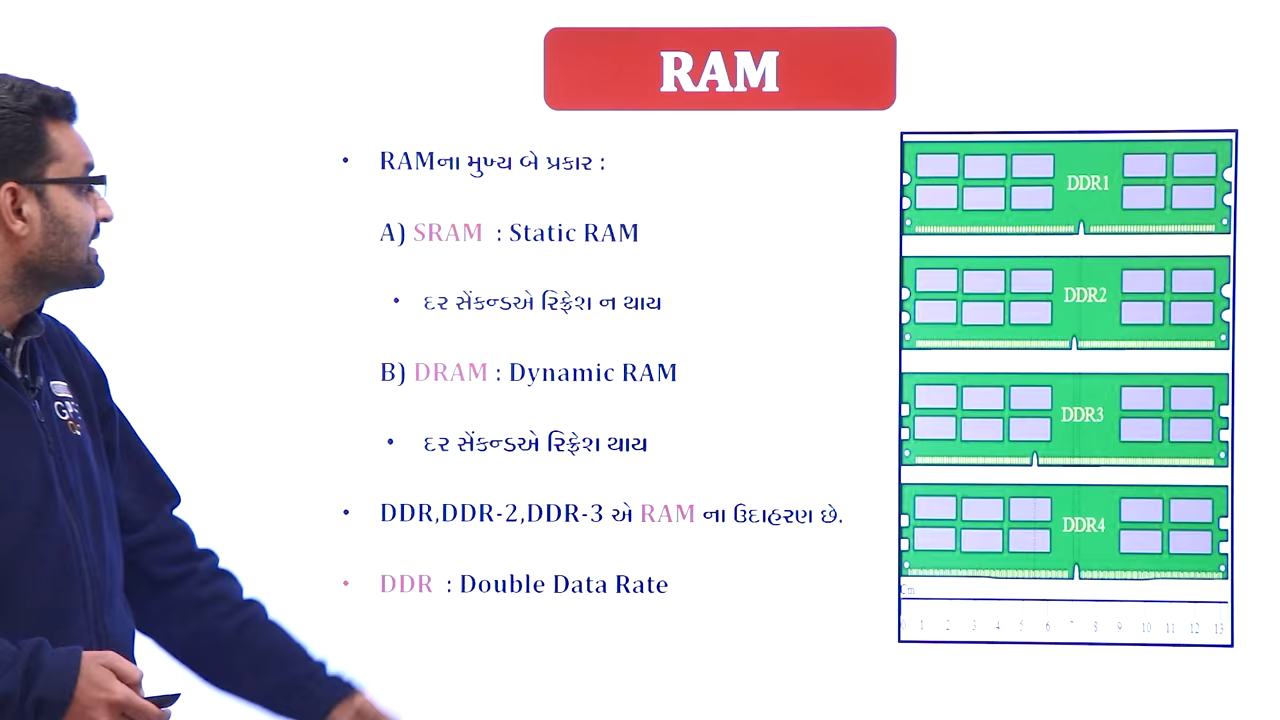 RAM
• RAMના મુખ્ય બે પ્રકાર :
A) SRAM : Static RAM
• દર સેંકન્ડએ રિફ્રેશ ન થાય
B) DRAM : Dynamic RAM
• દર સેંકન્ડએ રિફ્રેશ થાય
• DDR,DDR-2,DDR-3 એ RAM ના ઉદાહરણ છે.
• DDR : Double Data Rate
DDR1
DDR2
DDR3
DDR4
Cm
0 1 2 3 4 5 6 7 8 9 10 11 12 13